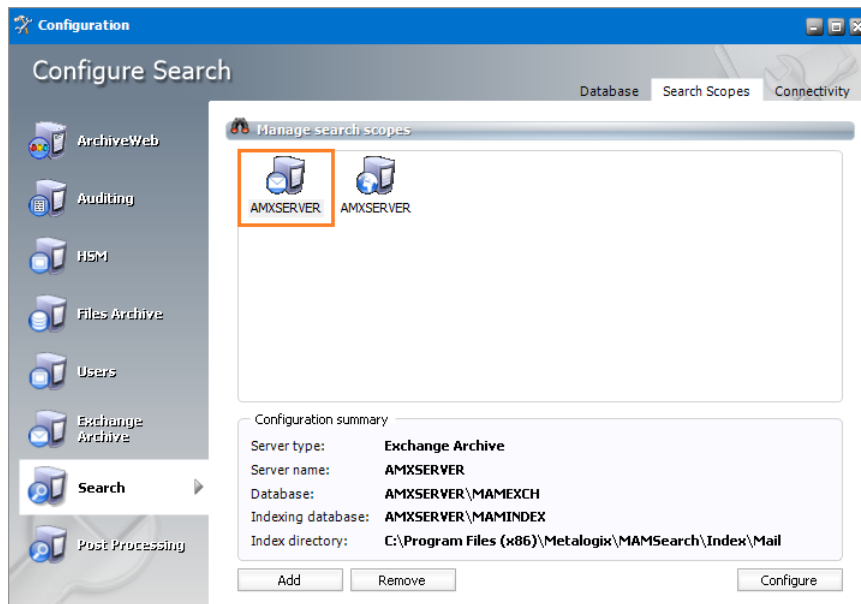 Configuration
Configure Search
Database Search Scopes Connectivity
ArchiveWeb
Auditing
HSM
Files Archive
Users
Exchange
Archive
Search
Post Processing
Manage search scopes
AMXSERVER AMXSERVER
Configuration summary
Server type: Exchange Archive
Server name: AMXSERVER
Database: AMXSERVER\MAMEXCH
Indexing database: AMXSERVER\MAMINDEX
Index directory: C:\Program Files (x86)\Metalogix\MAMSearch\Index\Mail
Add Remove Configure